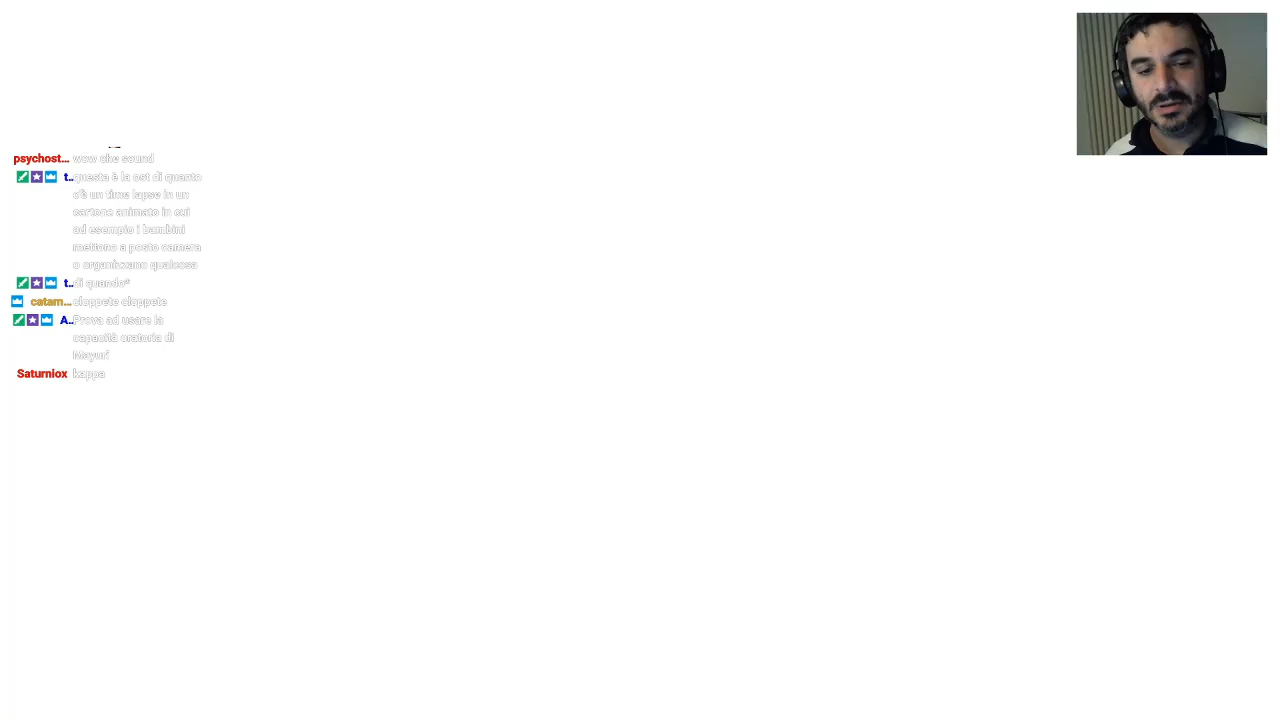 psychost... wow che sound
t.. questa è la ost di quanto
c'è un time lapse in un
cartone animato in cui
ad esempio i bambini
mettono a posto camera
o organizzano qualcosa
t.. di quando*
catam... cloppete cloppete
A.. Prova ad usare la
capacità oratoria di
Mayuri
Saturniox kappa